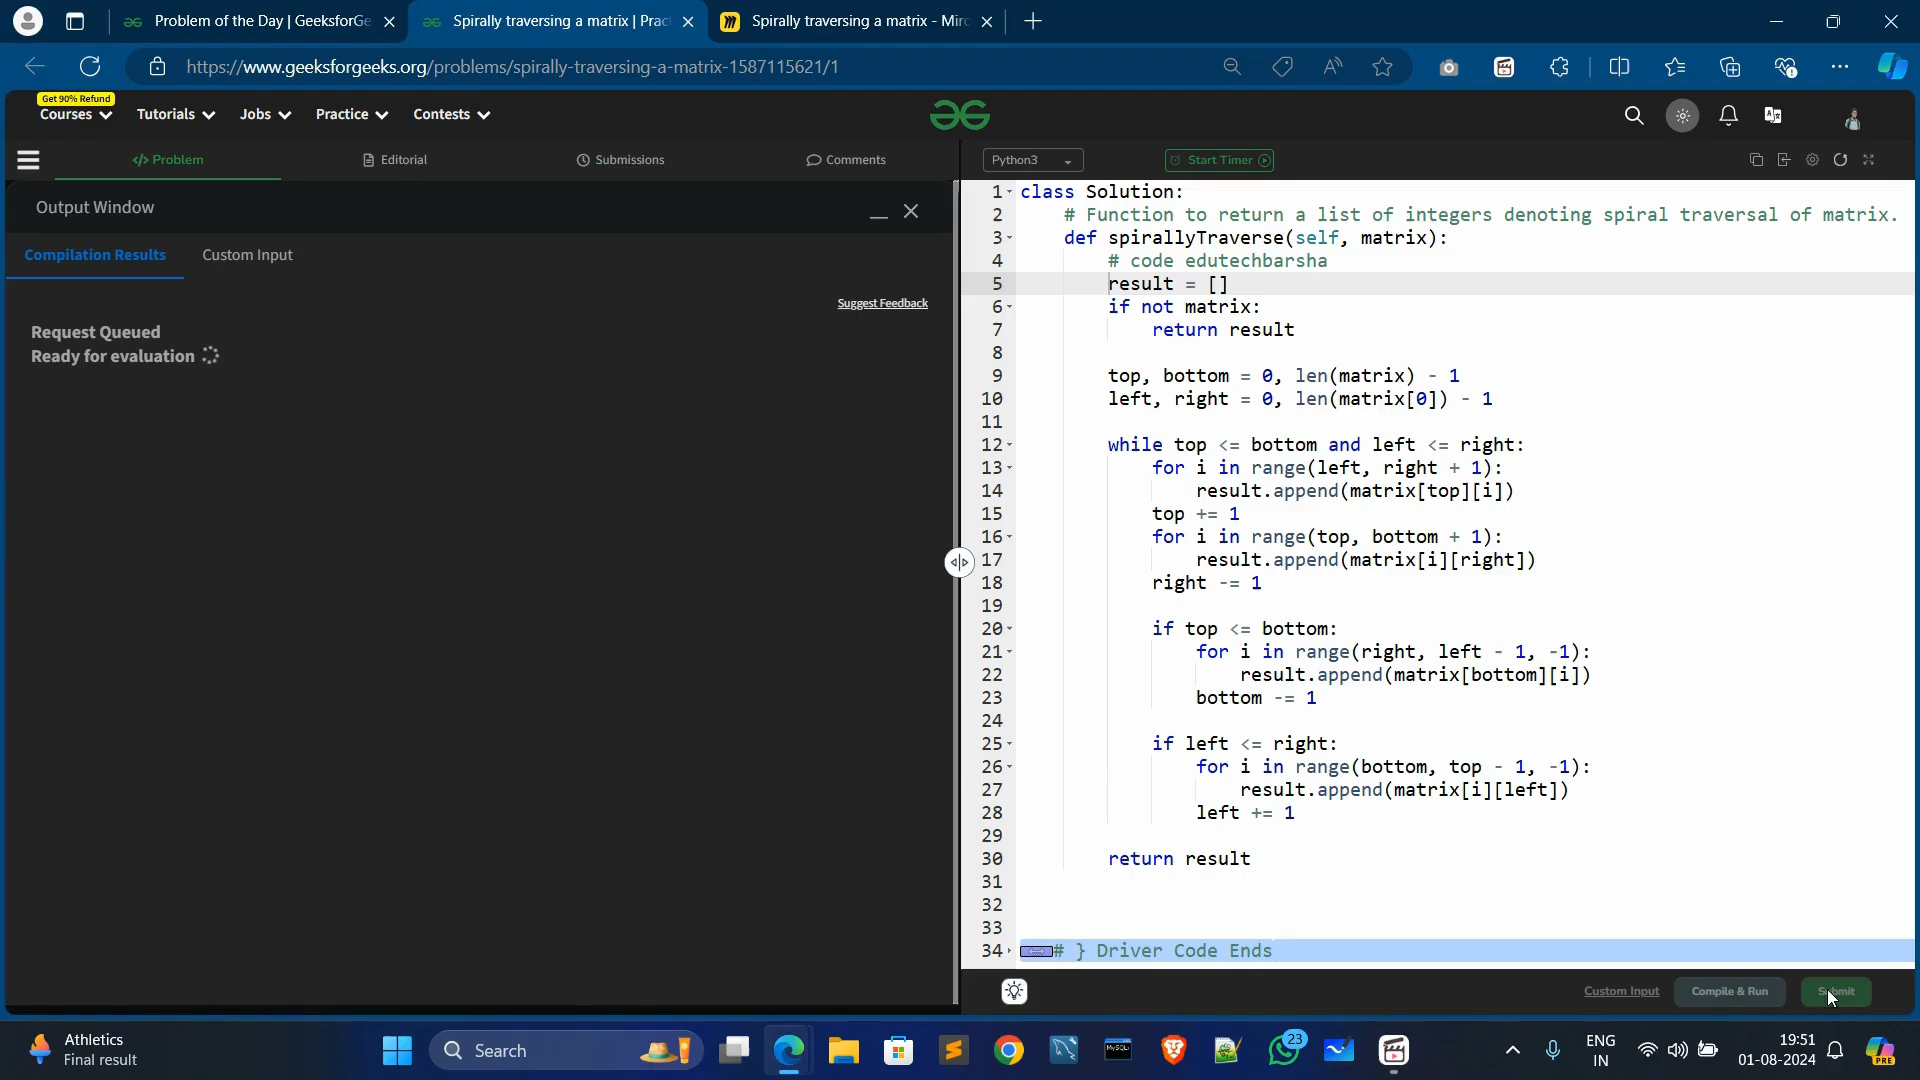 Problem of the Day | GeeksforGe
Spirally traversing a matrix | Prac
Spirally traversing a matrix - Miro
https://www.geeksforgeeks.org/problems/spirally-traversing-a-matrix-1587115621/1
Get 90% Refund
Courses
Tutorials
Jobs
Practice
Contests
</> Problem
Editorial
Submissions
Comments
Python3
Start Timer
Output Window
Compilation Results
Custom Input
Suggest Feedback
Request Queued
Ready for evaluation
1 class Solution:
2 # Function to return a list of integers denoting spiral traversal of matrix.
3 def spirallyTraverse(self, matrix):
4 # code edutechbarsha
5 result = []
6 if not matrix:
7 return result
8
9 top, bottom = 0, len(matrix) - 1
10 left, right = 0, len(matrix[0]) - 1
11
12 while top <= bottom and left <= right:
13 for i in range(left, right + 1):
14 result.append(matrix[top][i])
15 top += 1
16 for i in range(top, bottom + 1):
17 result.append(matrix[i][right])
18 right -= 1
19
20 if top <= bottom:
21 for i in range(right, left - 1, -1):
22 result.append(matrix[bottom][i])
23 bottom -= 1
24
25 if left <= right:
26 for i in range(bottom, top - 1, -1):
27 result.append(matrix[i][left])
28 left += 1
29
30 return result
31
32
33
34 # } Driver Code Ends
Custom Input
Compile & Run
Submit
Athletics
Final result
Search
MySQL
23
ENG
IN
19:51
01-08-2024
PRE